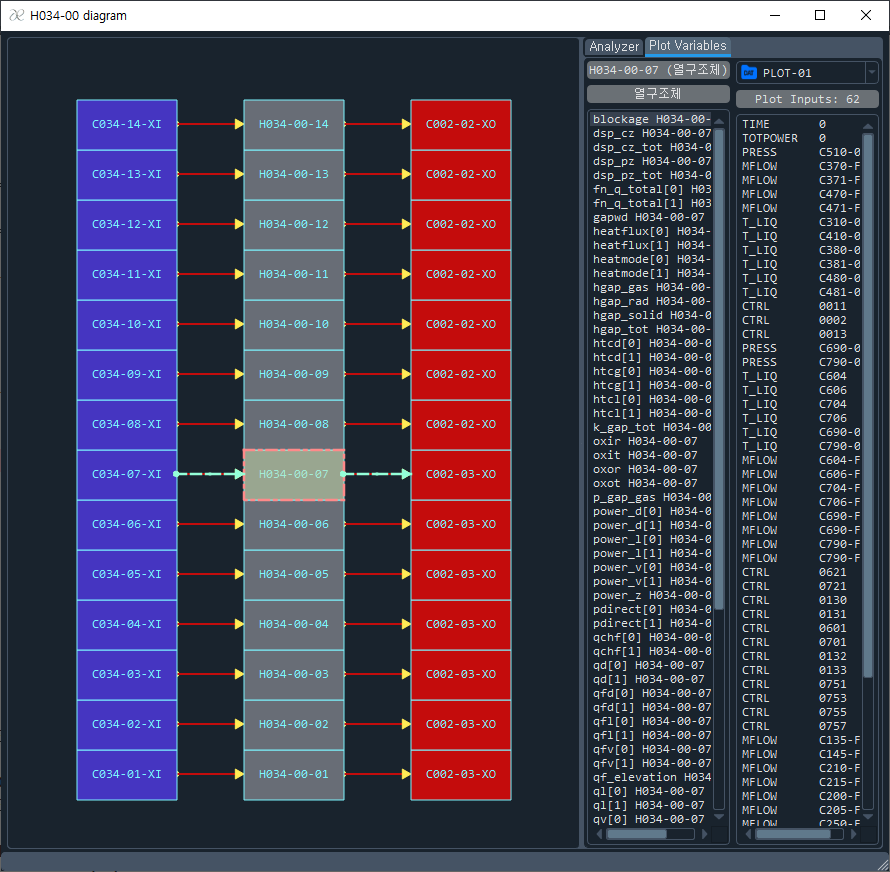 H034-00 diagram
C034-14-XI H034-00-14 C002-02-XO
C034-13-XI H034-00-13 C002-02-XO
C034-12-XI H034-00-12 C002-02-XO
C034-11-XI H034-00-11 C002-02-XO
C034-10-XI H034-00-10 C002-02-XO
C034-09-XI H034-00-09 C002-02-XO
C034-08-XI H034-00-08 C002-02-XO
C034-07-XI H034-00-07 C002-03-XO
C034-06-XI H034-00-06 C002-03-XO
C034-05-XI H034-00-05 C002-03-XO
C034-04-XI H034-00-04 C002-03-XO
C034-03-XI H034-00-03 C002-03-XO
C034-02-XI H034-00-02 C002-03-XO
C034-01-XI H034-00-01 C002-03-XO
Analyzer Plot Variables
H034-00-07 (열구조체)
열구조체
blockage H034-00-
dsp_cz H034-00-07
dsp_cz_tot H034-0
dsp_pz H034-00-07
dsp_pz_tot H034-0
fn_q_total[0] H03
fn_q_total[1] H03
gapwd H034-00-07
heatflux[0] H034-
heatflux[1] H034-
heatmode[0] H034-
heatmode[1] H034-
hgap_gas H034-00-
hgap_rad H034-00-
hgap_solid H034-0
hgap_tot H034-00-
htcd[0] H034-00-0
htcd[1] H034-00-0
htcg[0] H034-00-0
htcg[1] H034-00-0
htcl[0] H034-00-0
htcl[1] H034-00-0
k_gap_tot H034-00
oxir H034-00-07
oxit H034-00-07
oxor H034-00-07
oxot H034-00-07
p_gap_gas H034-00
power_d[0] H034-0
power_d[1] H034-0
power_l[0] H034-0
power_l[1] H034-0
power_v[0] H034-0
power_v[1] H034-0
power_z H034-00-0
pdirect[0] H034-0
pdirect[1] H034-0
qchf[0] H034-00-0
qchf[1] H034-00-0
qd[0] H034-00-07
qd[1] H034-00-07
qfd[0] H034-00-07
qfd[1] H034-00-07
qfl[0] H034-00-07
qfl[1] H034-00-07
qfv[0] H034-00-07
qfv[1] H034-00-07
qf_elevation H034
ql[0] H034-00-07
ql[1] H034-00-07
qv[0] H034-00-07
DAT PLOT-01
Plot Inputs: 62
TIME 0
TOTPOWER 0
PRESS C510-0
MFLOW C370-F
MFLOW C371-F
MFLOW C470-F
MFLOW C471-F
T_LIQ C310-0
T_LIQ C410-0
T_LIQ C380-0
T_LIQ C381-0
T_LIQ C480-0
T_LIQ C481-0
CTRL 0011
CTRL 0002
CTRL 0013
PRESS C690-0
PRESS C790-0
T_LIQ C604
T_LIQ C606
T_LIQ C704
T_LIQ C706
T_LIQ C690-0
T_LIQ C790-0
MFLOW C604-F
MFLOW C606-F
MFLOW C704-F
MFLOW C706-F
MFLOW C690-F
MFLOW C690-F
MFLOW C790-F
MFLOW C790-F
CTRL 0621
CTRL 0721
CTRL 0130
CTRL 0131
CTRL 0601
CTRL 0701
CTRL 0132
CTRL 0133
CTRL 0751
CTRL 0753
CTRL 0755
CTRL 0757
MFLOW C135-F
MFLOW C145-F
MFLOW C210-F
MFLOW C215-F
MFLOW C200-F
MFLOW C205-F
MFLOW C250-F